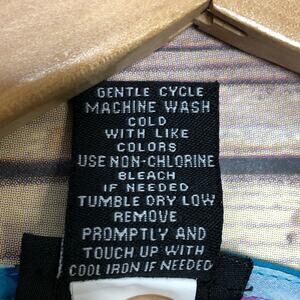 GENTLE CYCLE
MACHINE WASH
COLD
WITH LIKE
COLORS
USE NON-CHLORINE
BLEACH
IF NEEDED
TUMBLE DRY LOW
REMOVE
PROMPTLY AND
TOUCH UP WITH
COOL IRON IF NEEDED